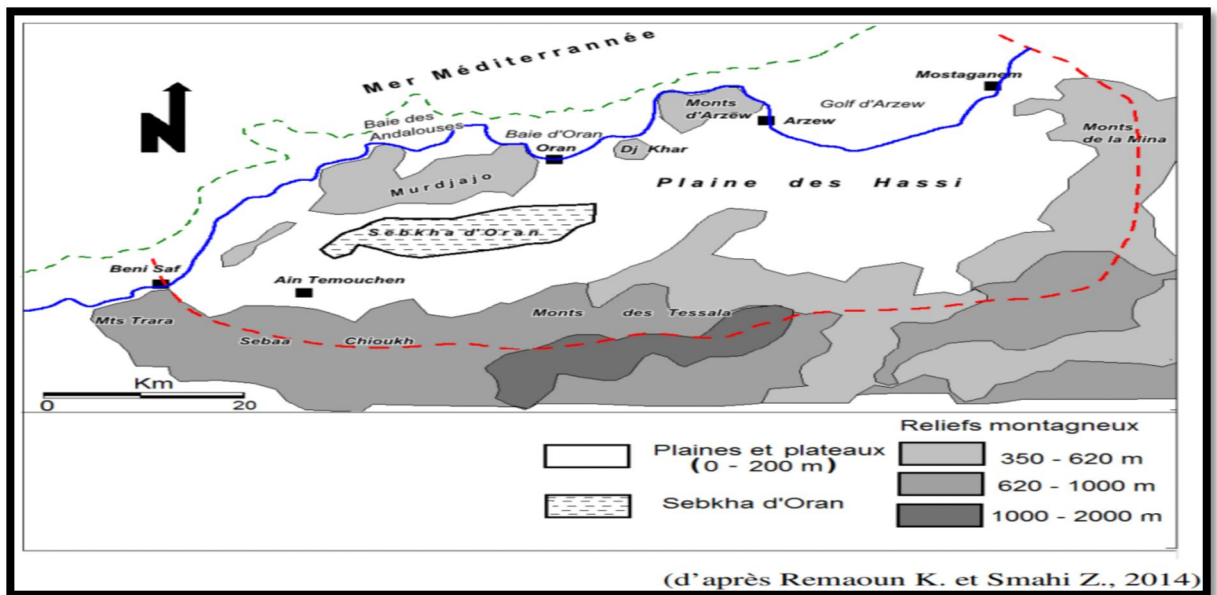 Mer Méditerrannée
N
Mostaganem
Baie des
Andalouses
Baie d'Oran
Oran
Monts
d'Arzew
Arzew
Golf d'Arzew
Monts
de la Mina
Dj Khar
Murdjajo
Plaine des Hassi
Sebkha d'Oran
Beni Saf
Ain Temouchen
Mts Trara
Monts des Tessala
Sebaa Chioukh
Km
0 20
Plaines et plateaux
(0 - 200 m)
Sebkha d'Oran
Reliefs montagneux
350 - 620 m
620 - 1000 m
1000 - 2000 m
(d'après Remaoun K. et Smahi Z., 2014)